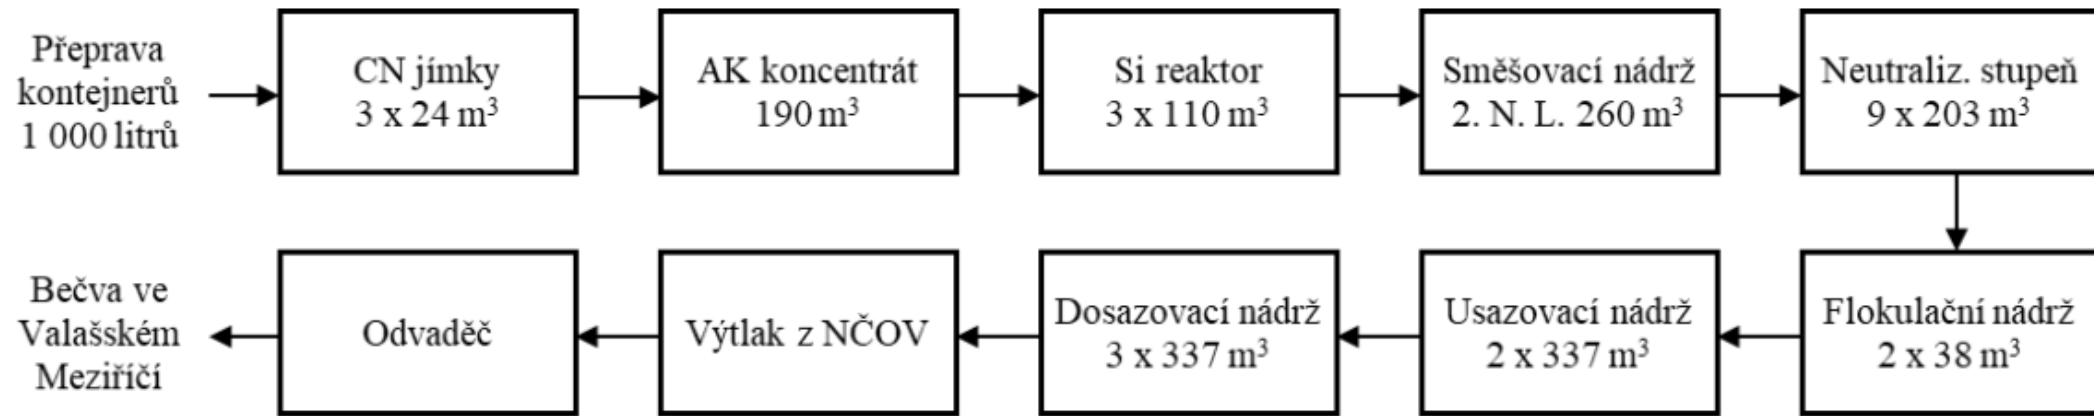 Přeprava
kontejnerů
1 000 litrů
CN jímky
3 x 24 m³
AK koncentrát
190 m³
Si reaktor
3 x 110 m³
Směšovací nádrž
2. N. L. 260 m³
Neutraliz. stupeň
9 x 203 m³
Bečva ve
Valašském
Meziříčí
Odvaděč
Výtlak z NČOV
Dosazovací nádrž
3 x 337 m³
Usazovací nádrž
2 x 337 m³
Flokulační nádrž
2 x 38 m³